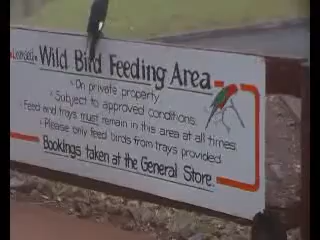 Licensed Wild Bird Feeding Area
On private property
Subject to approved conditions.
Feed and trays must remain in this area at all times.
Please only feed birds from trays provided.
Bookings taken at the General Store.